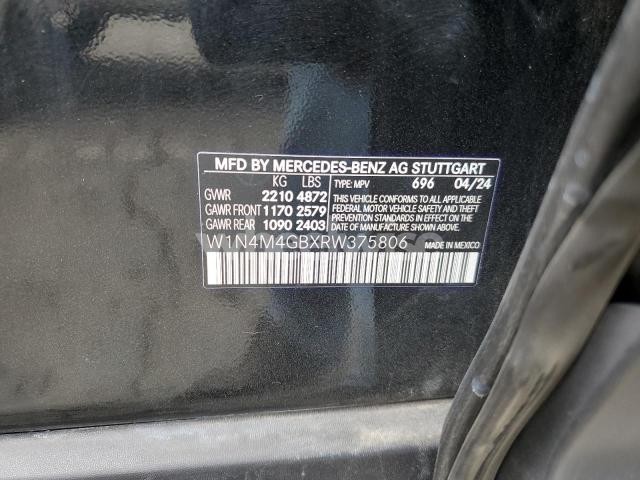 MFD BY MERCEDES-BENZ AG STUTTGART
KG LBS TYPE: MPV 696 04/24
GVWR 2210 4872 THIS VEHICLE CONFORMS TO ALL APPLICABLE
GAWR FRONT 1170 2579 FEDERAL MOTOR VEHICLE SAFETY AND THEFT
GAWR REAR 1090 2403 PREVENTION STANDARDS IN EFFECT ON THE
DATE OF MANUFACTURE SHOWN ABOVE.
W1N4M4GBXRW375806 MADE IN MEXICO